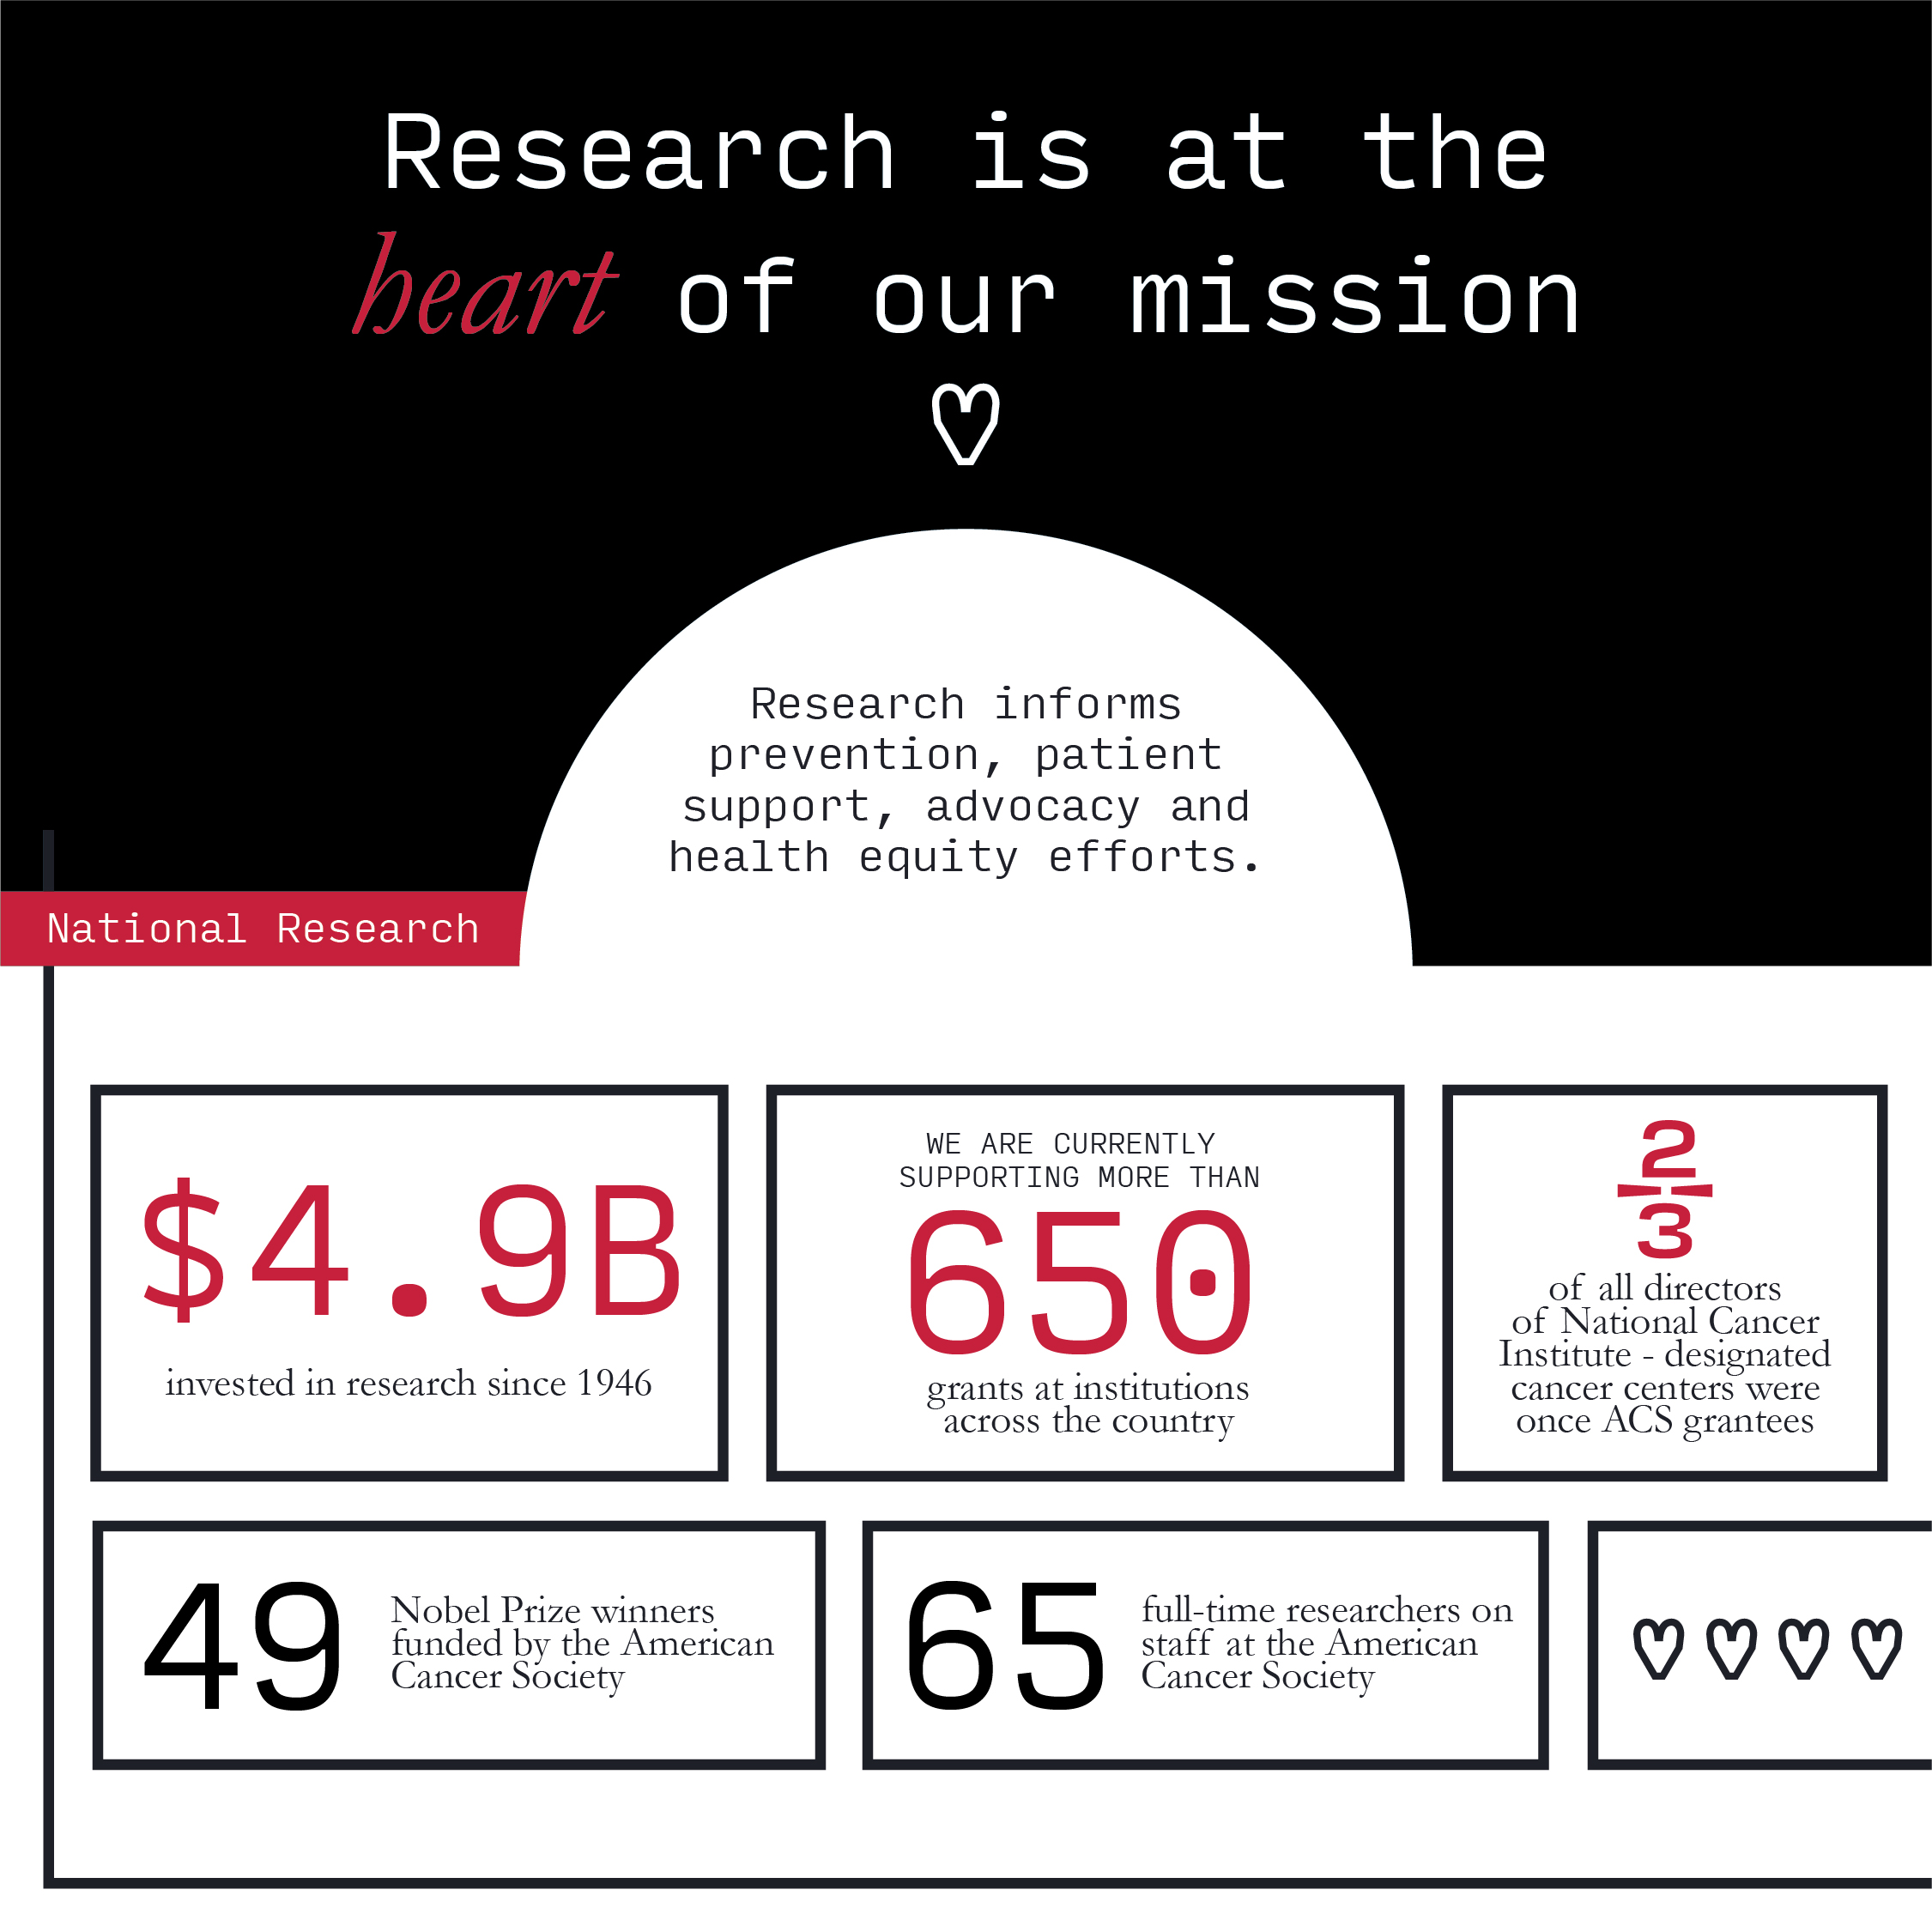 Research is at the
heart of our mission
Research informs
prevention, patient
support, advocacy and
health equity efforts.
National Research
$4.9B
invested in research since 1946
WE ARE CURRENTLY
SUPPORTING MORE THAN
650
grants at institutions
across the country
2
3
of all directors
of National Cancer
Institute - designated
cancer centers were
once ACS grantees
49
Nobel Prize winners
funded by the American
Cancer Society
65
full-time researchers on
staff at the American
Cancer Society